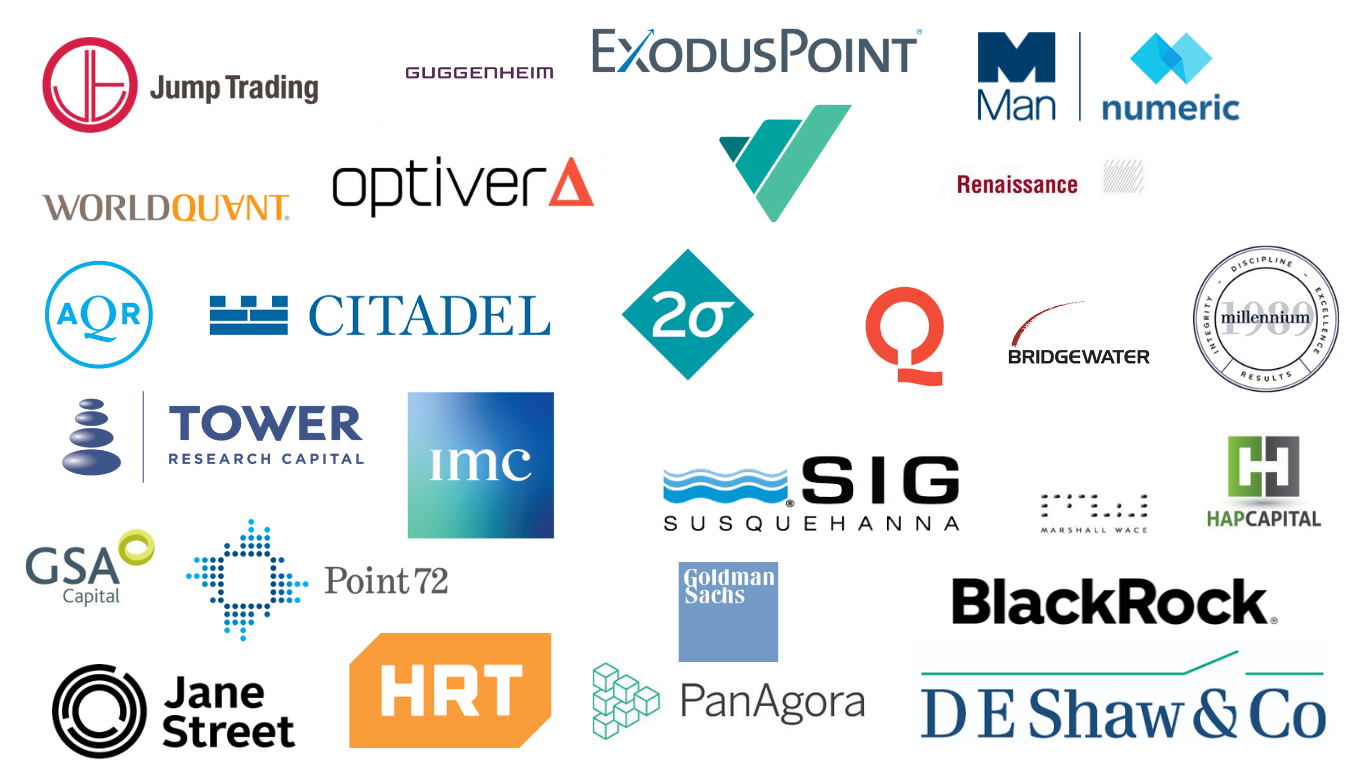 Jump Trading
GUGGENHEIM
EXODUSPOINT®
M
Man
numeric
WORLDQUANT®
optiver
Renaissance
AQR
CITADEL
2σ
Q
BRIDGEWATER
DISCIPLINE – EXCELLENCE
1989
millennium
INTEGRITY
RESULTS
TOWER
RESEARCH CAPITAL
imc
® SIG
SUSQUEHANNA
MW
MARSHALL WACE
HAPCAPITAL
GSA
Capital
Point72
Goldman
Sachs
BlackRock®
Jane
Street
HRT
PanAgora
D E Shaw & Co